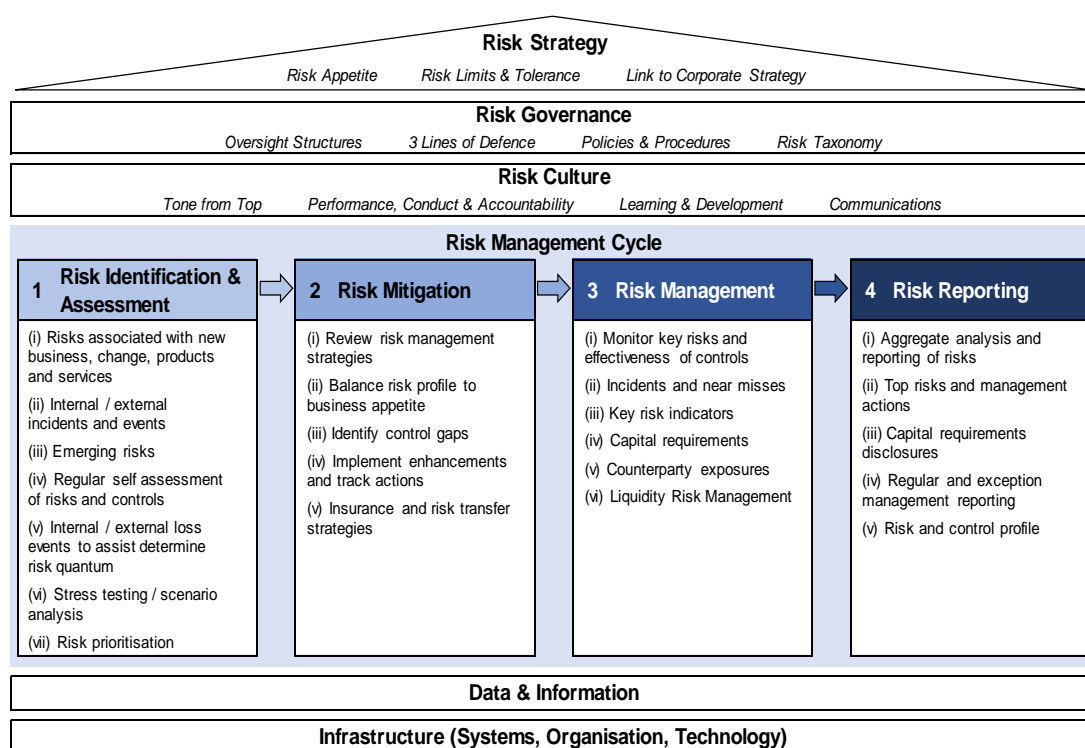 Risk Strategy
Risk Appetite Risk Limits & Tolerance Link to Corporate Strategy
Risk Governance
Oversight Structures 3 Lines of Defence Policies & Procedures Risk Taxonomy
Risk Culture
Tone from Top Performance, Conduct & Accountability Learning & Development Communications
Risk Management Cycle
1 Risk Identification &
Assessment
(i) Risks associated with new
business, change, products
and services
(ii) Internal / external
incidents and events
(iii) Emerging risks
(iv) Regular self assessment
of risks and controls
(v) Internal / external loss
events to assist determine
risk quantum
(vi) Stress testing / scenario
analysis
(vii) Risk prioritisation
2 Risk Mitigation
(i) Review risk management
strategies
(ii) Balance risk profile to
business appetite
(iii) Identify control gaps
(iv) Implement enhancements
and track actions
(v) Insurance and risk transfer
strategies
3 Risk Management
(i) Monitor key risks and
effectiveness of controls
(ii) Incidents and near misses
(iii) Key risk indicators
(iv) Capital requirements
(v) Counterparty exposures
(vi) Liquidity Risk Management
4 Risk Reporting
(i) Aggregate analysis and
reporting of risks
(ii) Top risks and management
actions
(iii) Capital requirements
disclosures
(iv) Regular and exception
management reporting
(v) Risk and control profile
Data & Information
Infrastructure (Systems, Organisation, Technology)